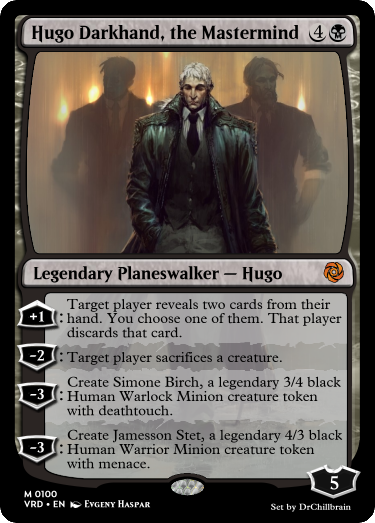 Hugo Darkhand, the Mastermind 4
Legendary Planeswalker — Hugo
+1: Target player reveals two cards from their
hand. You choose one of them. That player
discards that card.
-2: Target player sacrifices a creature.
-3: Create Simone Birch, a legendary 3/4 black
Human Warlock Minion creature token
with deathtouch.
-3: Create Jamesson Stet, a legendary 4/3 black
Human Warrior Minion creature token
with menace.
5
M 0100
VRD • EN Evgeny Haspar
Set by DrChillbrain